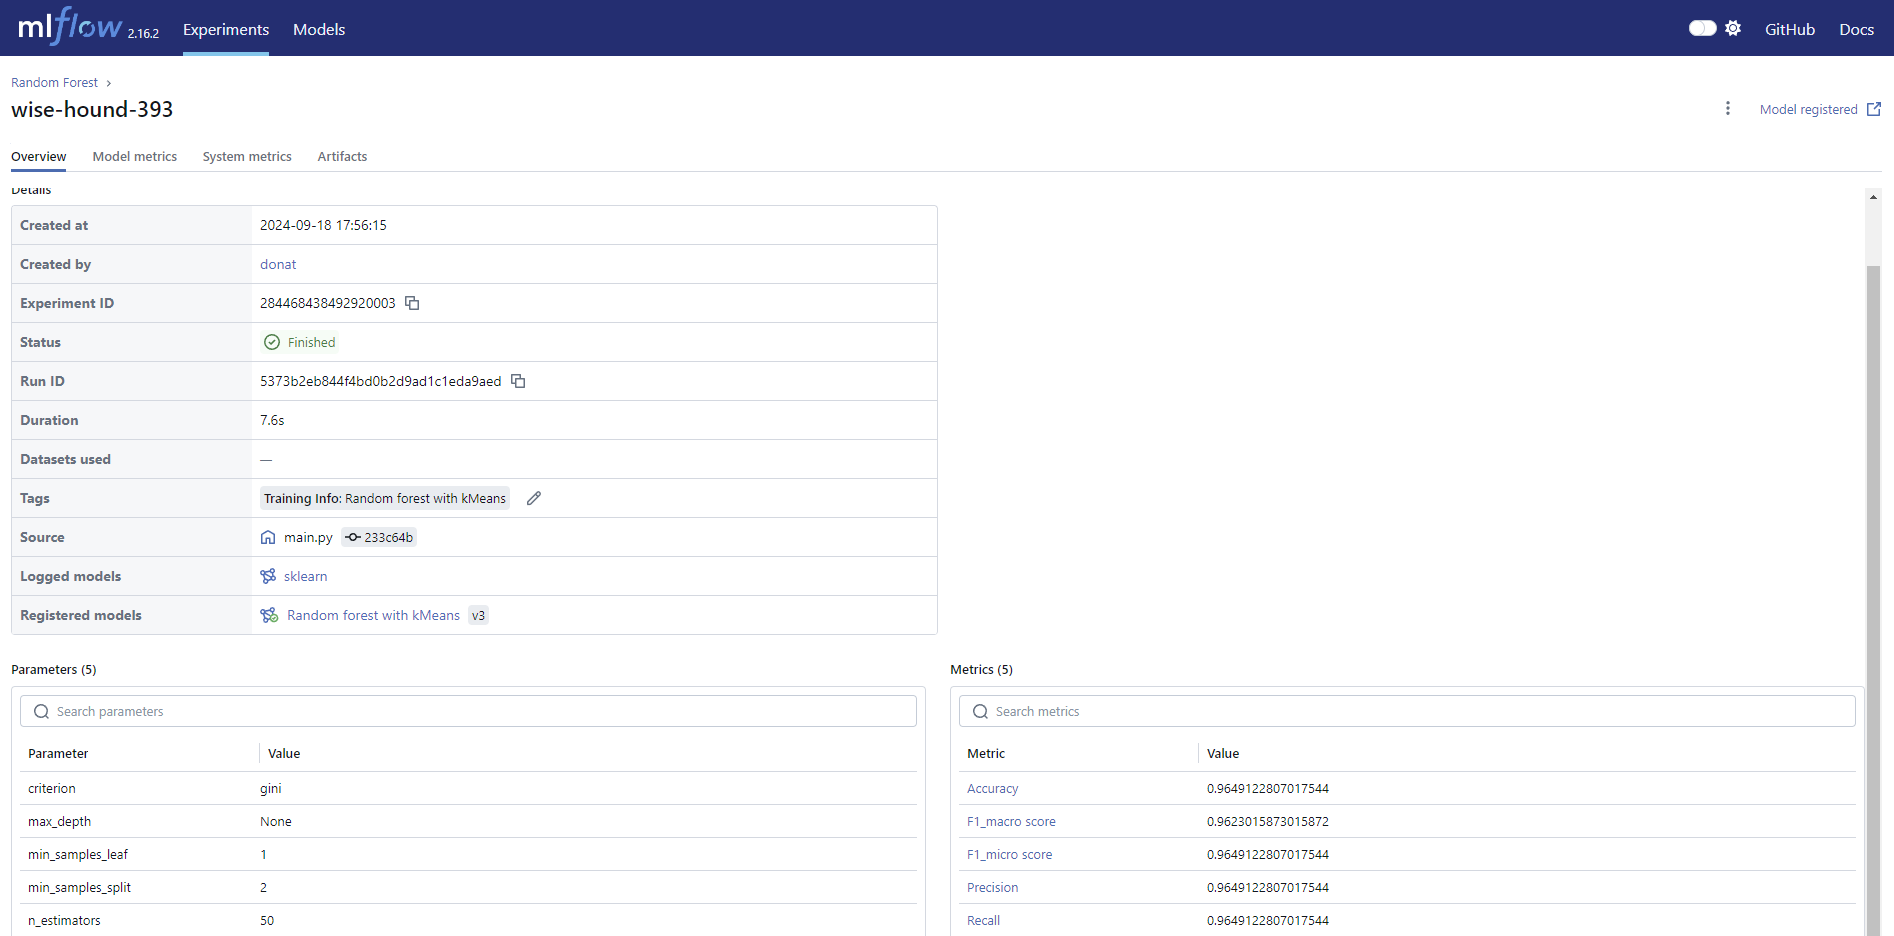 mlflow 2.16.2 Experiments Models GitHub Docs
Random Forest
wise-hound-393
Model registered
Overview Model metrics System metrics Artifacts
Details
Created at 2024-09-18 17:56:15
Created by donat
Experiment ID 284468438492920003
Status Finished
Run ID 5373b2eb844f4bd0b2d9ad1c1eda9aed
Duration 7.6s
Datasets used —
Tags Training Info: Random forest with kMeans
Source main.py 233c64b
Logged models sklearn
Registered models Random forest with kMeans v3
Parameters (5)
Search parameters
Parameter Value
criterion gini
max_depth None
min_samples_leaf 1
min_samples_split 2
n_estimators 50
Metrics (5)
Search metrics
Metric Value
Accuracy 0.9649122807017544
F1_macro score 0.9623015873015872
F1_micro score 0.9649122807017544
Precision 0.9649122807017544
Recall 0.9649122807017544